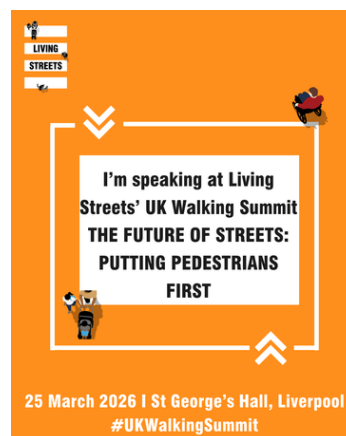 LIVING
STREETS
I'm speaking at Living
Streets' UK Walking Summit
THE FUTURE OF STREETS:
PUTTING PEDESTRIANS
FIRST
25 March 2026 I St George's Hall, Liverpool
#UKWalkingSummit